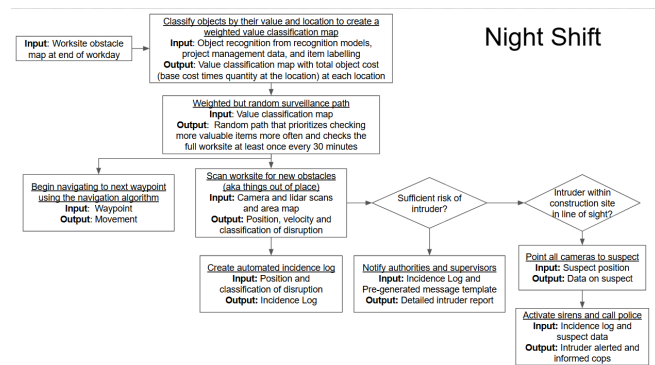 Night Shift
Input: Worksite obstacle
map at end of workday
Classify objects by their value and location to create a
weighted value classification map
Input: Object recognition from recognition models,
project management data, and item labelling
Output: Value classification map with total object cost
(base cost times quantity at the location) at each location
Weighted but random surveillance path
Input: Value classification map
Output: Random path that prioritizes checking
more valuable items more often and checks the
full worksite at least once every 30 minutes
Begin navigating to next waypoint
using the navigation algorithm
Input: Waypoint
Output: Movement
Scan worksite for new obstacles
(aka things out of place)
Input: Camera and lidar scans
and area map
Output: Position, velocity and
classification of disruption
Sufficient risk of
intruder?
Intruder within
construction site
in line of sight?
Create automated incidence log
Input: Position and
classification of disruption
Output: Incidence Log
Notify authorities and supervisors
Input: Incidence Log and
Pre-generated message template
Output: Detailed intruder report
Point all cameras to suspect
Input: Suspect position
Output: Data on suspect
Activate sirens and call police
Input: Incidence log and
suspect data
Output: Intruder alerted and
informed cops